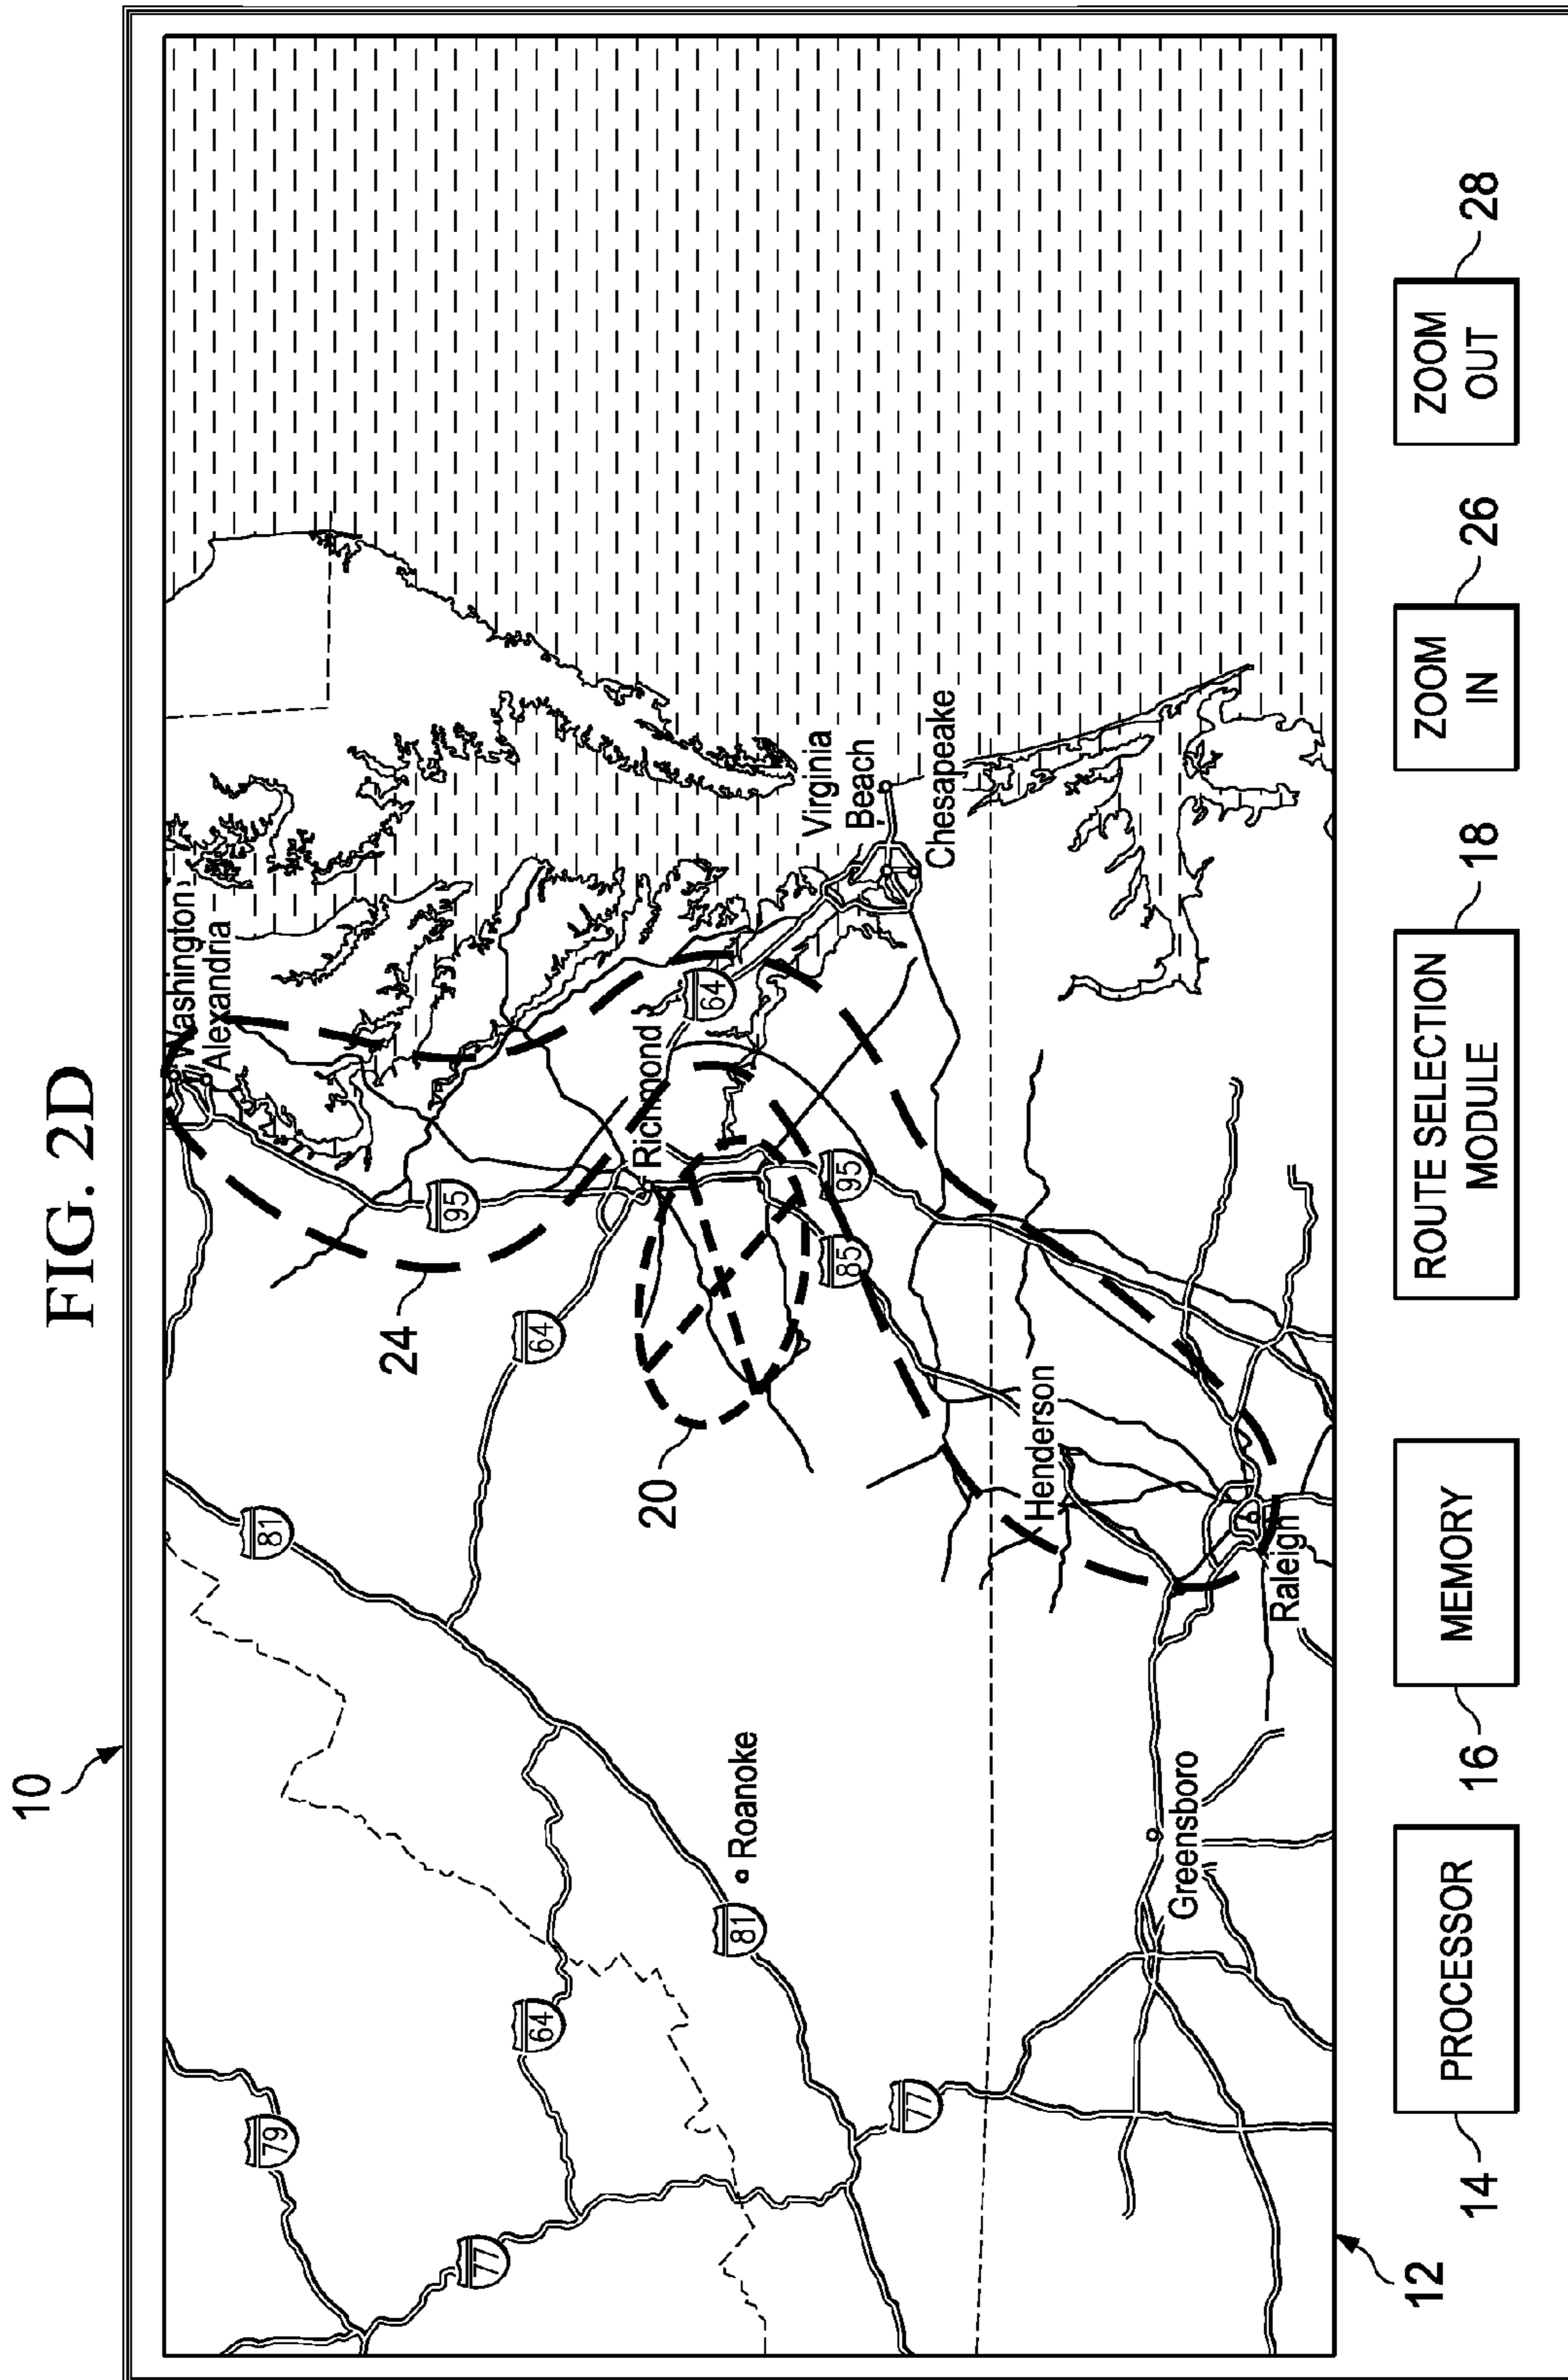 FIG. 2D
10
79
77
64
81
81
64
24
95
Washington
Alexandria
Richmond
64
20
Roanoke
95
85
77
Virginia
Beach
Chesapeake
Henderson
Greensboro
Raleigh
12
14
PROCESSOR
16
MEMORY
ROUTE SELECTION
MODULE
18
ZOOM
IN
26
ZOOM
OUT
28